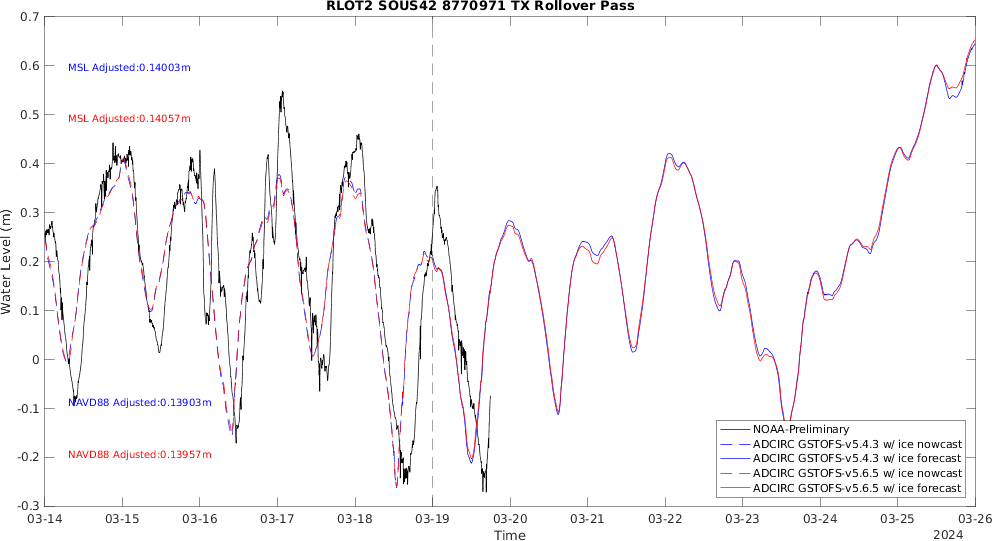 RLOT2 SOUS42 8770971 TX Rollover Pass
0.7
0.6
0.5
0.4
0.3
0.2
0.1
0
-0.1
-0.2
-0.3
Water Level (m)
MSL Adjusted:0.14003m
MSL Adjusted:0.14057m
NAVD88 Adjusted:0.13903m
NAVD88 Adjusted:0.13957m
NOAA-Preliminary
ADCIRC GSTOFS-v5.4.3 w/ ice nowcast
ADCIRC GSTOFS-v5.4.3 w/ ice forecast
ADCIRC GSTOFS-v5.6.5 w/ ice nowcast
ADCIRC GSTOFS-v5.6.5 w/ ice forecast
03-14 03-15 03-16 03-17 03-18 03-19 03-20 03-21 03-22 03-23 03-24 03-25 03-26
Time
2024